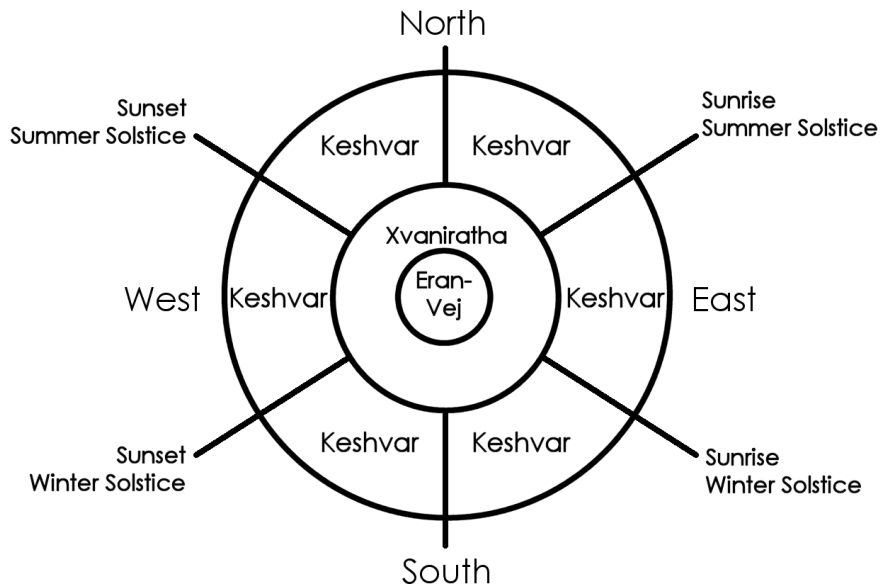 North
Sunset
Summer Solstice
Sunrise
Summer Solstice
Keshvar
Keshvar
Xvaniratha
Eran-
Vej
West
Keshvar
Keshvar
East
Keshvar
Keshvar
Sunset
Winter Solstice
Sunrise
Winter Solstice
South